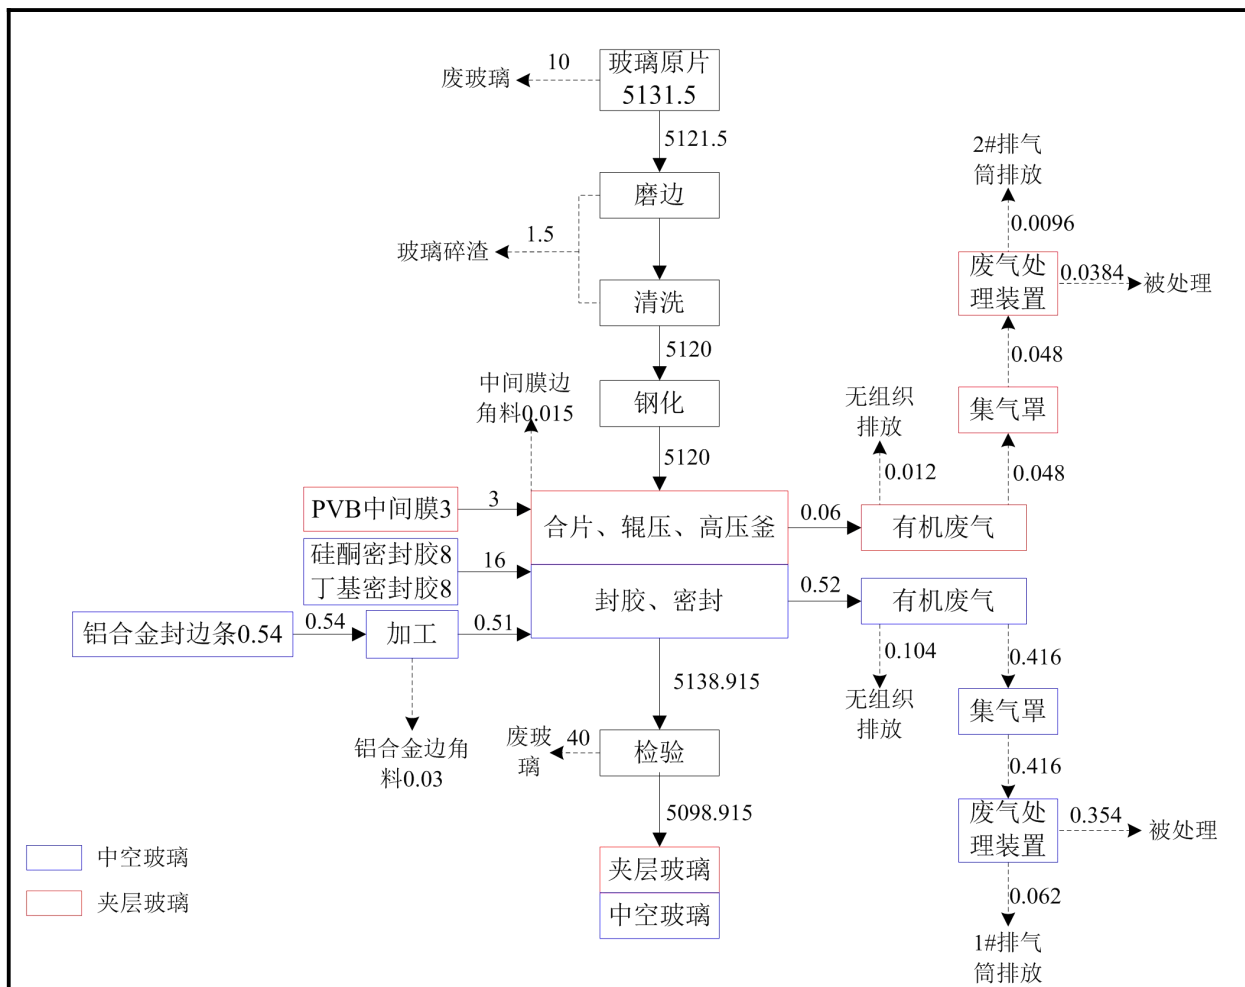 玻璃原片
5131.5
10
废玻璃
5121.5
磨边
1.5
玻璃碎渣
清洗
5120
钢化
中间膜边
角料0.015
5120
PVB中间膜3
3
硅酮密封胶8
丁基密封胶8
16
铝合金封边条0.54
0.54
加工
0.51
铝合金边角
料0.03
合片、辊压、高压釜
封胶、密封
0.06
有机废气
0.012
无组织
排放
0.048
集气罩
0.048
废气处
理装置
0.0384
被处理
0.0096
2#排气
筒排放
0.52
有机废气
0.104
无组织
排放
0.416
集气罩
0.416
废气处
理装置
0.354
被处理
0.062
1#排气
筒排放
5138.915
检验
40
废玻
璃
5098.915
夹层玻璃
中空玻璃
中空玻璃
夹层玻璃